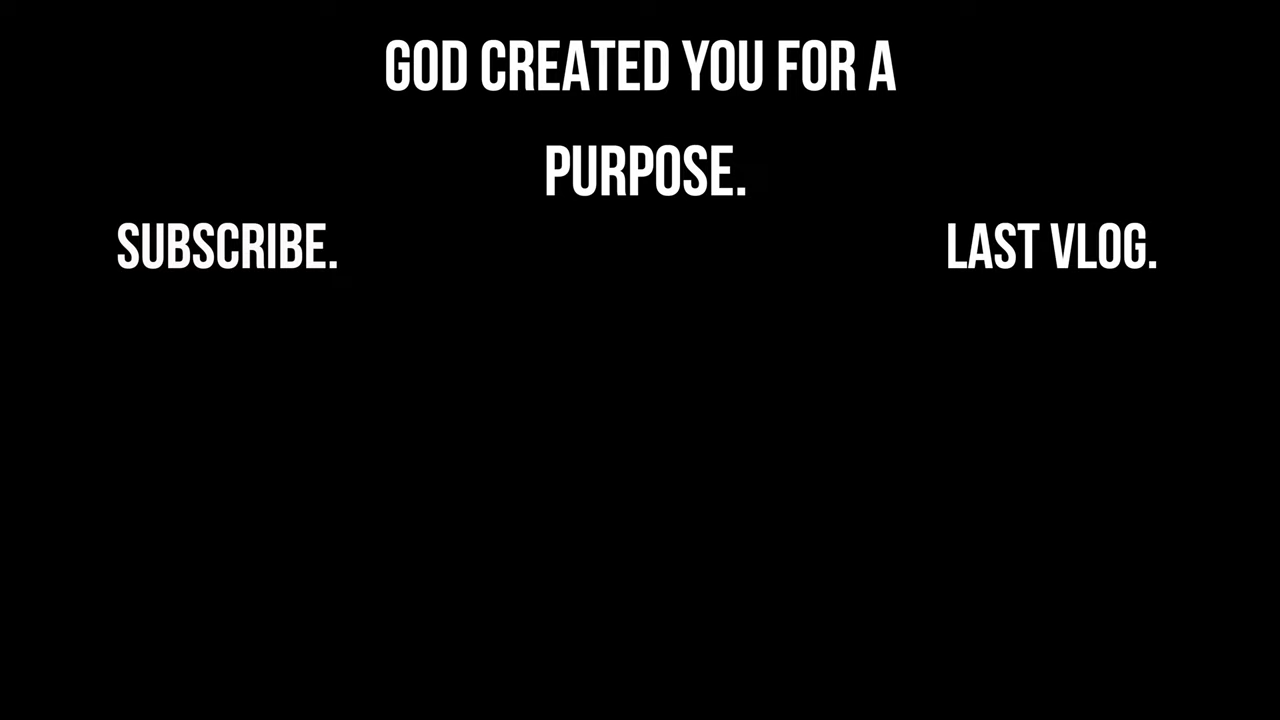 GOD CREATED YOU FOR A
PURPOSE.
SUBSCRIBE.
LAST VLOG.